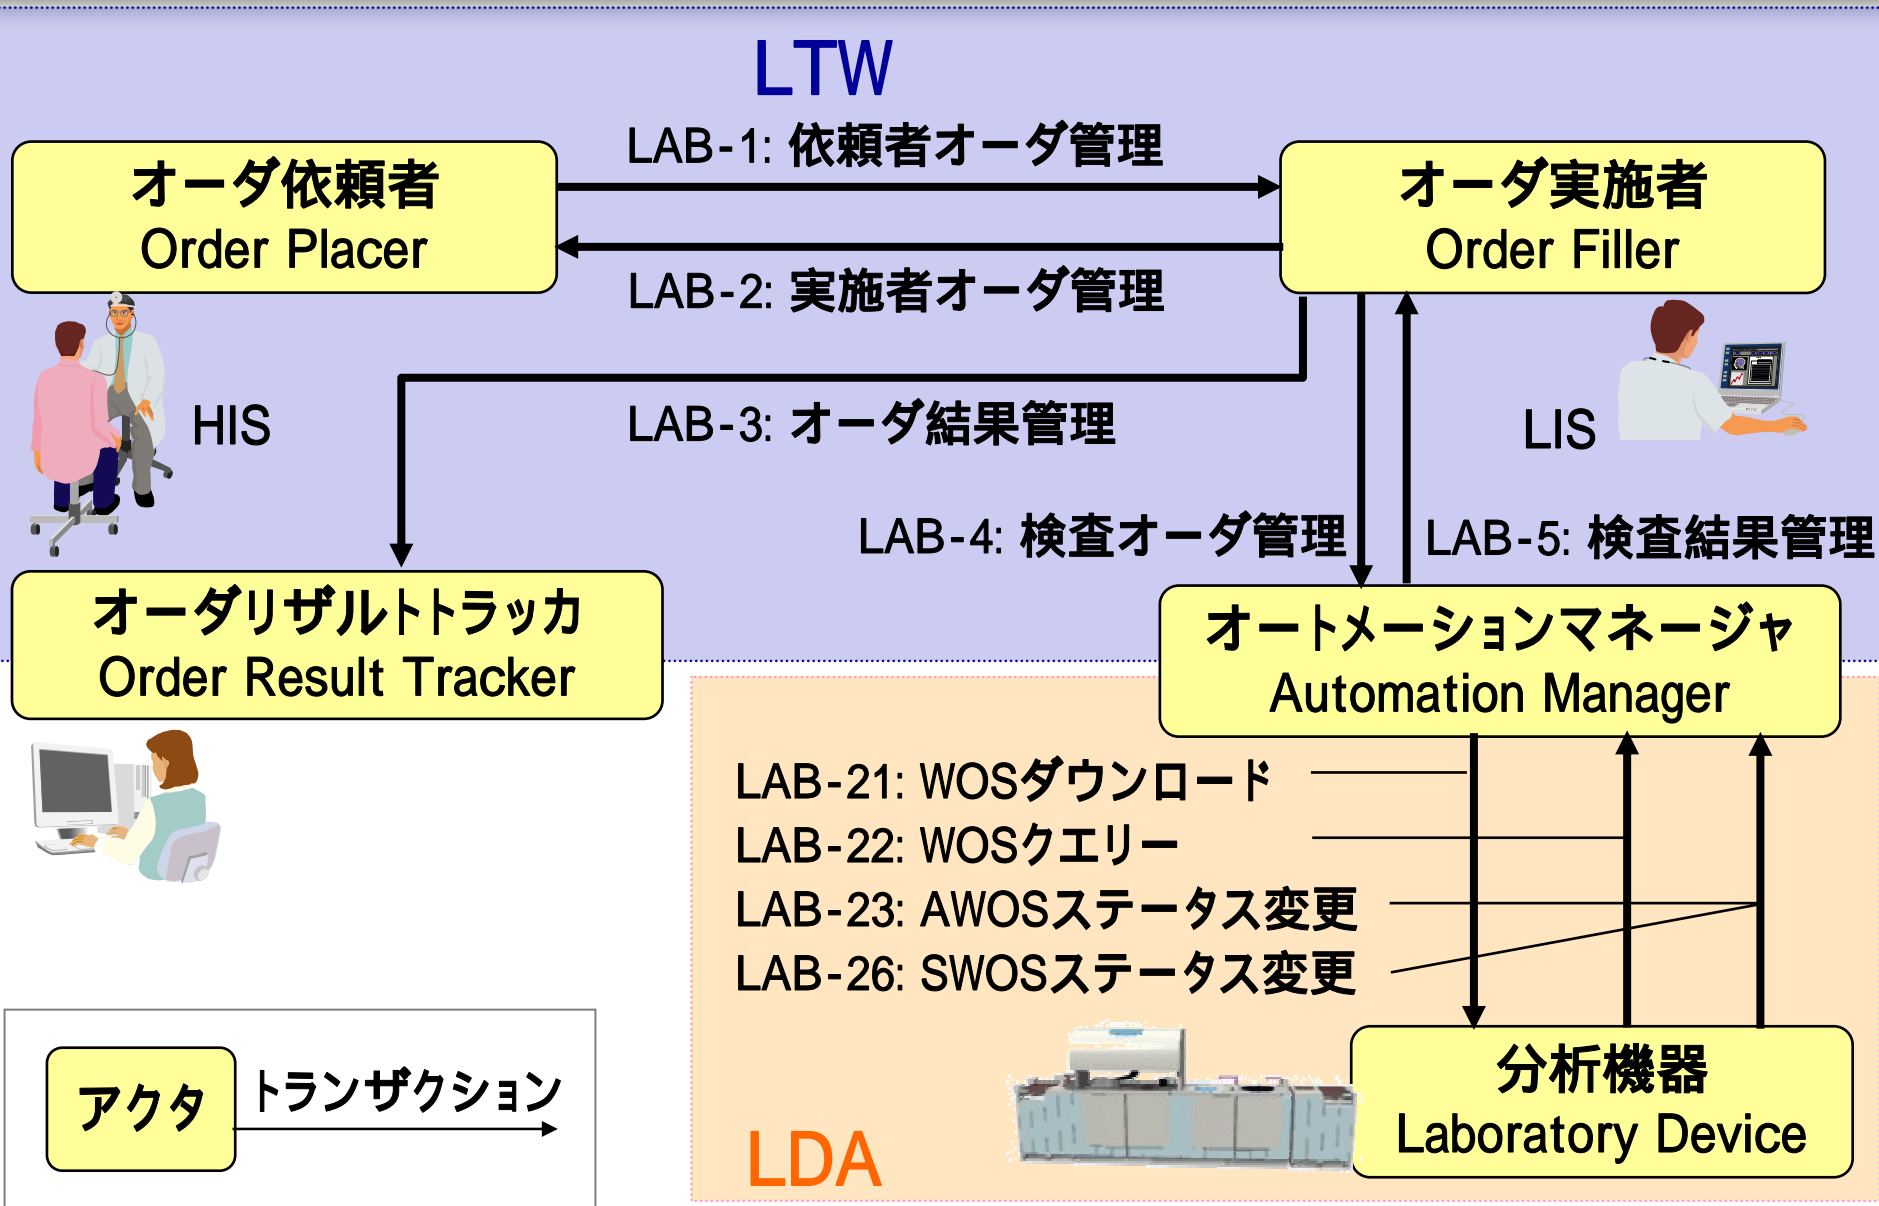 LTW
LAB-1: 依頼者オーダ管理
オーダ依頼者
Order Placer
オーダ実施者
Order Filler
LAB-2: 実施者オーダ管理
HIS
LAB-3: オーダ結果管理
LIS
LAB-4: 検査オーダ管理
LAB-5: 検査結果管理
オーダリザルトトラッカ
Order Result Tracker
オートメーションマネージャ
Automation Manager
LAB-21: WOSダウンロード
LAB-22: WOSクエリー
LAB-23: AWOSステータス変更
LAB-26: SWOSステータス変更
分析機器
Laboratory Device
LDA
アクタ
トランザクション